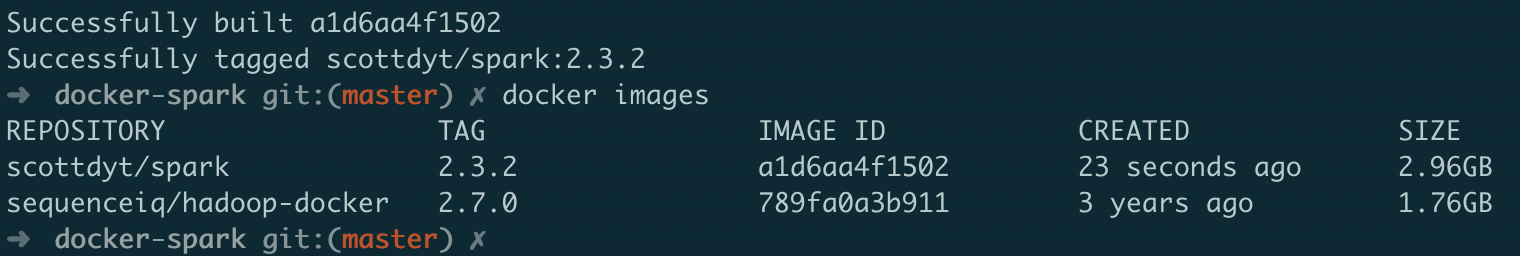 Successfully built a1d6aa4f1502
Successfully tagged scottdyt/spark:2.3.2
➜  docker-spark git:(master) ✗ docker images
REPOSITORY                 TAG                 IMAGE ID            CREATED             SIZE
scottdyt/spark             2.3.2               a1d6aa4f1502        23 seconds ago      2.96GB
sequenceiq/hadoop-docker   2.7.0               789fa0a3b911        3 years ago         1.76GB
➜  docker-spark git:(master) ✗